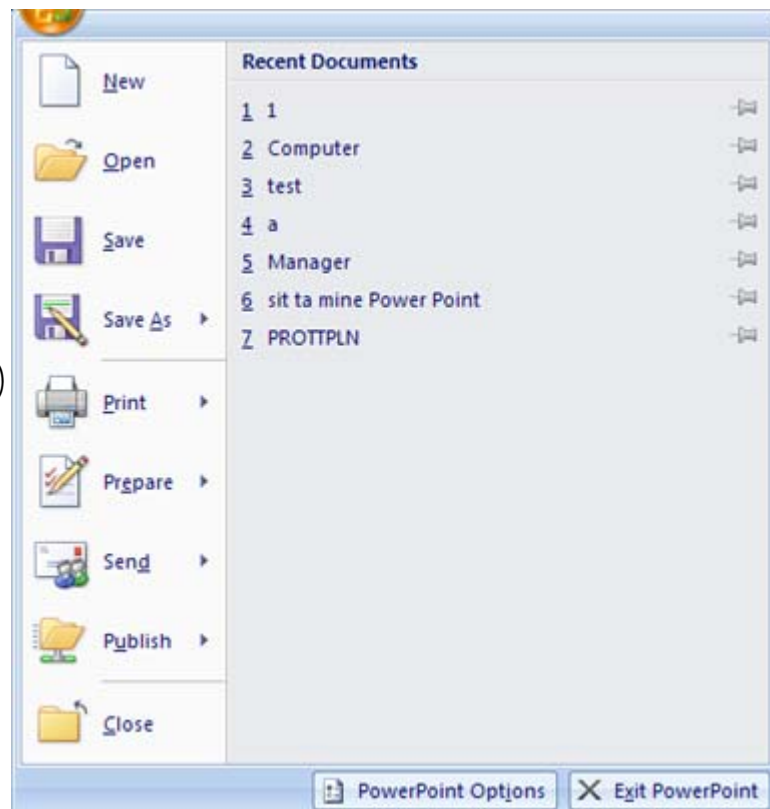 New
Open
Save
Save As
Print
Prepare
Send
Publish
Close
Recent Documents
1 1
2 Computer
3 test
4 a
5 Manager
6 sit ta mine Power Point
7 PROTTPLN
PowerPoint Options
Exit PowerPoint
)